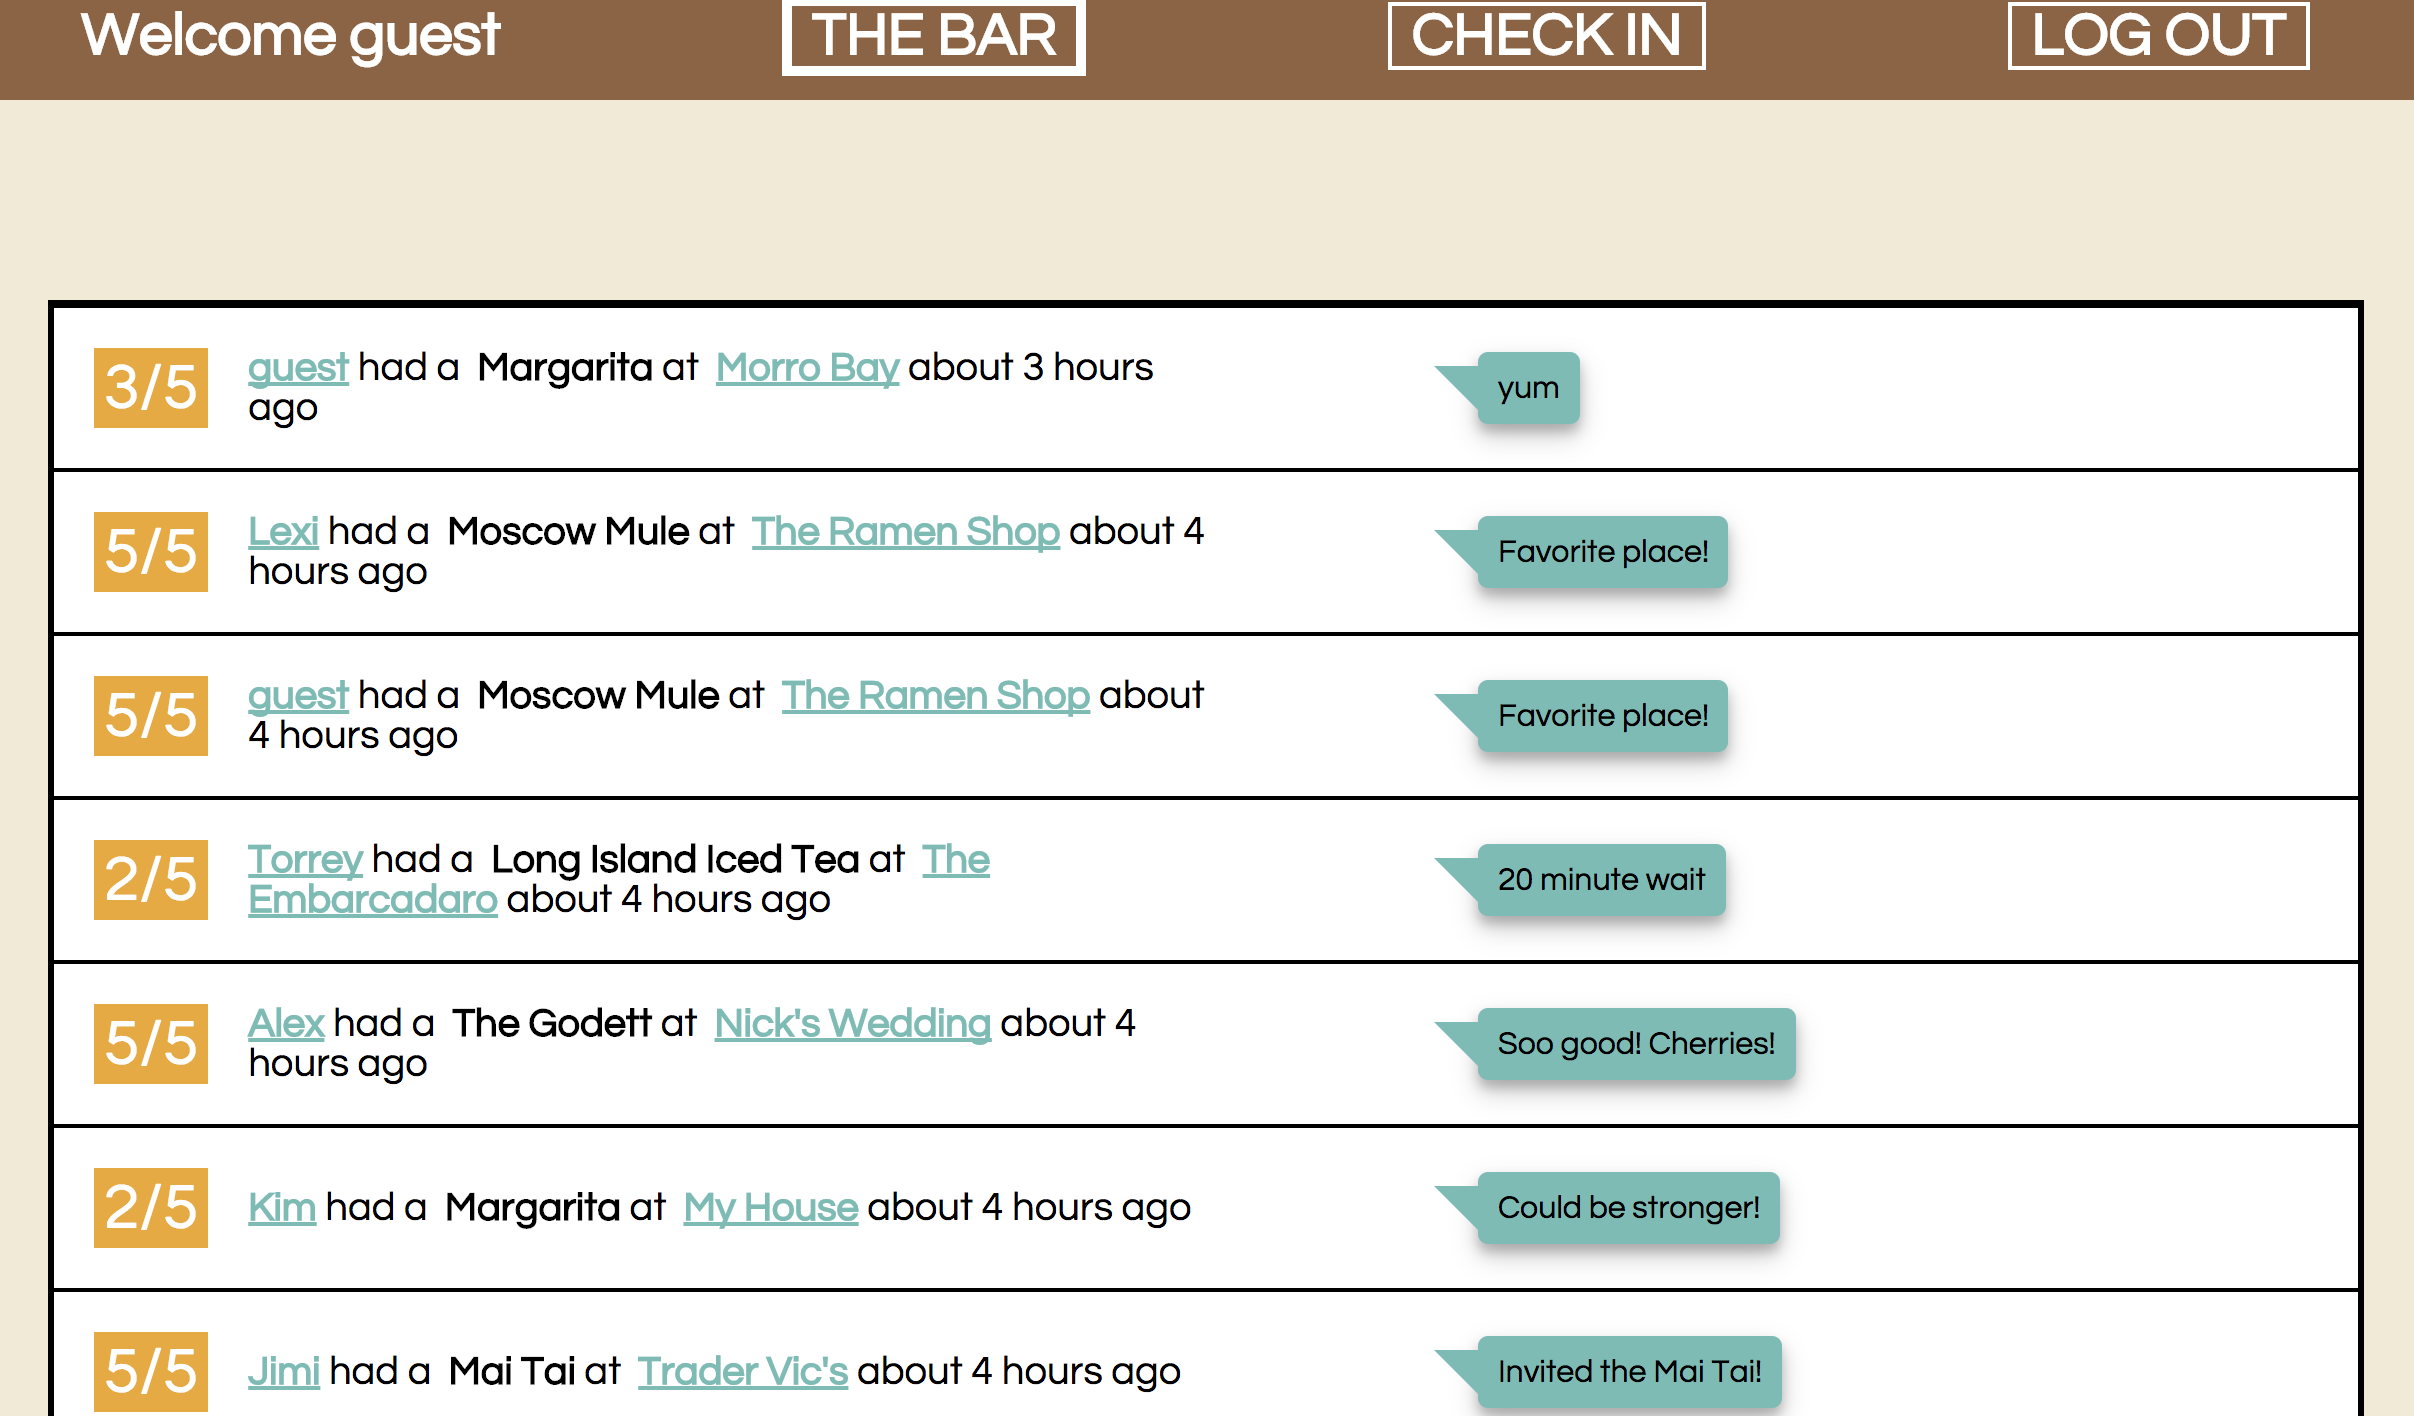 Welcome guest THE BAR CHECK IN LOG OUT
3/5 guest had a Margarita at Morro Bay about 3 hours
ago
yum
5/5 Lexi had a Moscow Mule at The Ramen Shop about 4
hours ago
Favorite place!
5/5 guest had a Moscow Mule at The Ramen Shop about
4 hours ago
Favorite place!
2/5 Torrey had a Long Island Iced Tea at The
Embarcadaro about 4 hours ago
20 minute wait
5/5 Alex had a The Godett at Nick's Wedding about 4
hours ago
Soo good! Cherries!
2/5 Kim had a Margarita at My House about 4 hours ago
Could be stronger!
5/5 Jimi had a Mai Tai at Trader Vic's about 4 hours ago
Invited the Mai Tai!